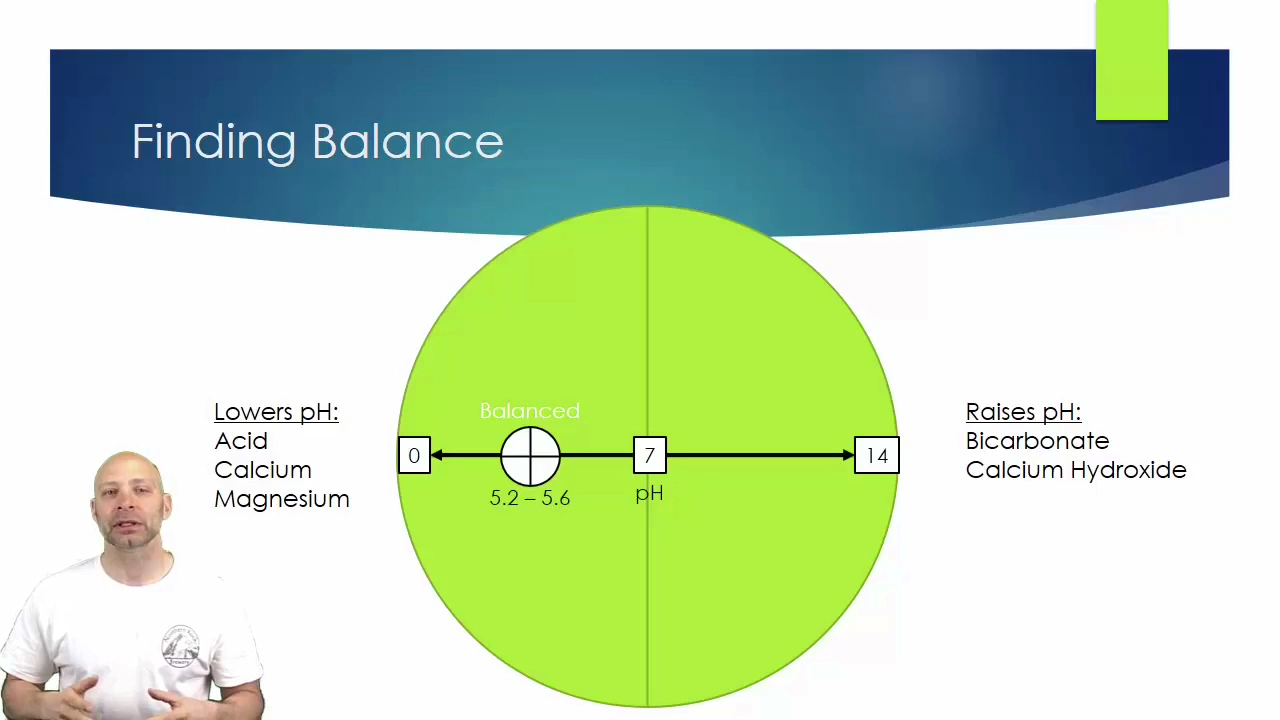 Finding Balance
Lowers pH:
Acid
Calcium
Magnesium
Balanced
0
7
14
5.2 – 5.6
pH
Raises pH:
Bicarbonate
Calcium Hydroxide